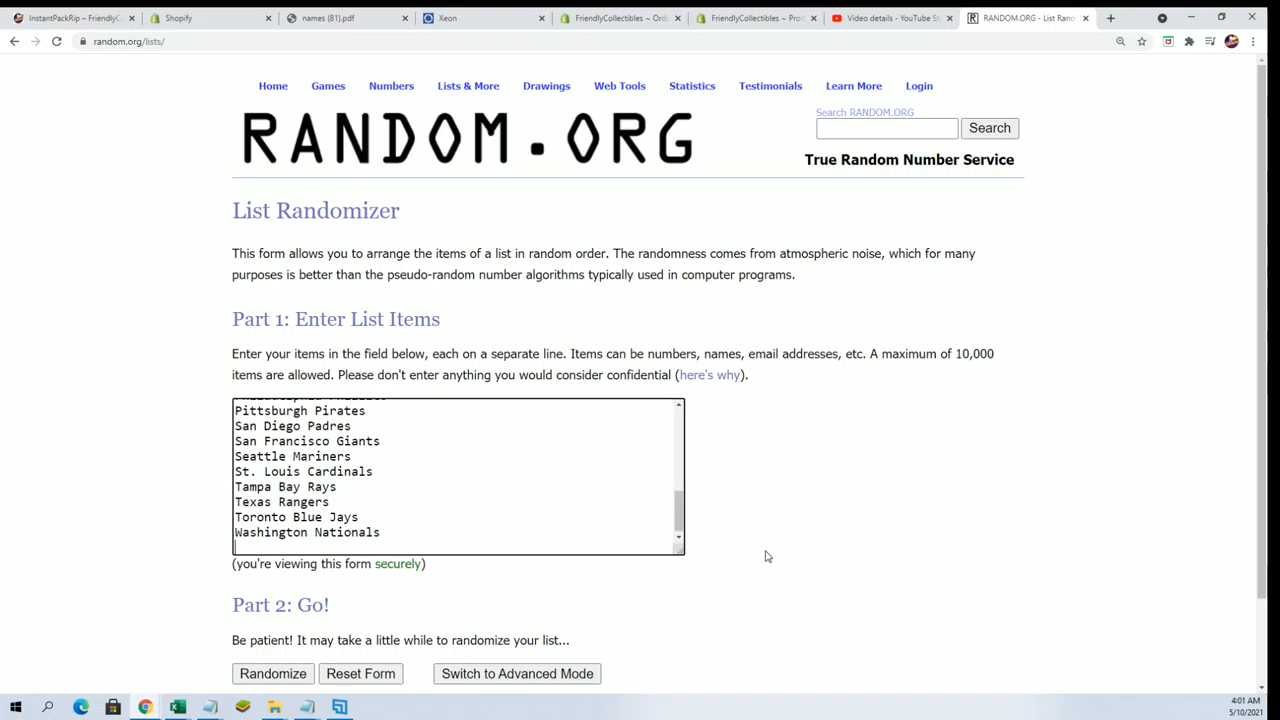 InstantPackRip ~ FriendlyC
Shopify
names (81).pdf
Xeon
FriendlyCollectibles ~ Ord
FriendlyCollectibles ~ Proc
Video details - YouTube St
RANDOM.ORG - List Rand
random.org/lists/
Home Games Numbers Lists & More Drawings Web Tools Statistics Testimonials Learn More Login
Search RANDOM.ORG
RANDOM.ORG
Search
True Random Number Service
List Randomizer
This form allows you to arrange the items of a list in random order. The randomness comes from atmospheric noise, which for many
purposes is better than the pseudo-random number algorithms typically used in computer programs.
Part 1: Enter List Items
Enter your items in the field below, each on a separate line. Items can be numbers, names, email addresses, etc. A maximum of 10,000
items are allowed. Please don't enter anything you would consider confidential (here's why).
Pittsburgh Pirates
San Diego Padres
San Francisco Giants
Seattle Mariners
St. Louis Cardinals
Tampa Bay Rays
Texas Rangers
Toronto Blue Jays
Washington Nationals
(you're viewing this form securely)
Part 2: Go!
Be patient! It may take a little while to randomize your list...
Randomize Reset Form Switch to Advanced Mode
4:01 AM
5/10/2021